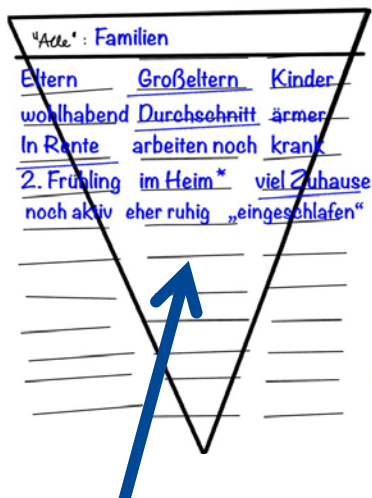 "Alle": Familien
Eltern Großeltern Kinder
wohlhabend Durchschnitt ärmer
In Rente arbeiten noch krank
2. Frühling im Heim* viel Zuhause
noch aktiv eher ruhig „eingeschlafen“